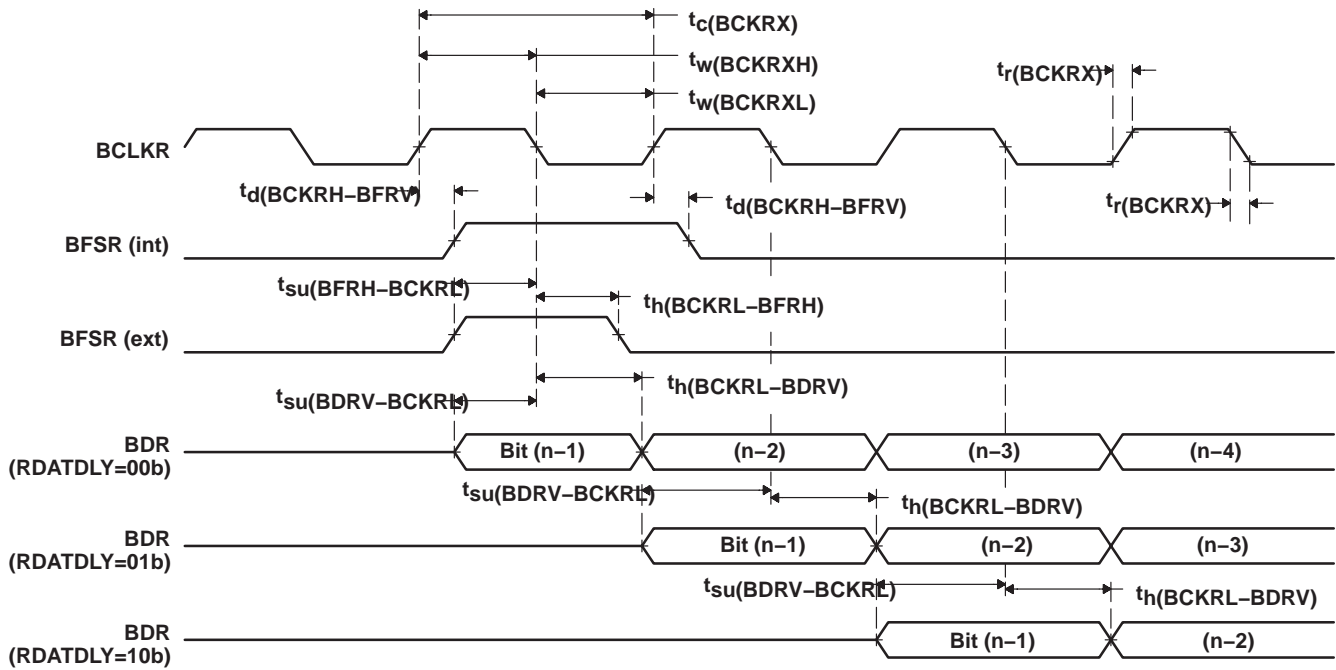 tc(BCKRX)
tw(BCKRXH)
tr(BCKRX)
tw(BCKRXL)
BCLKR
td(BCKRH–BFRV)
td(BCKRH–BFRV)
tr(BCKRX)
BFSR (int)
tsu(BFRH–BCKRL)
th(BCKRL–BFRH)
BFSR (ext)
th(BCKRL–BDRV)
tsu(BDRV–BCKRL)
BDR
(RDATDLY=00b)
Bit (n–1) (n–2) (n–3) (n–4)
tsu(BDRV–BCKRL)
th(BCKRL–BDRV)
BDR
(RDATDLY=01b)
Bit (n–1) (n–2) (n–3)
tsu(BDRV–BCKRL)
th(BCKRL–BDRV)
BDR
(RDATDLY=10b)
Bit (n–1) (n–2)